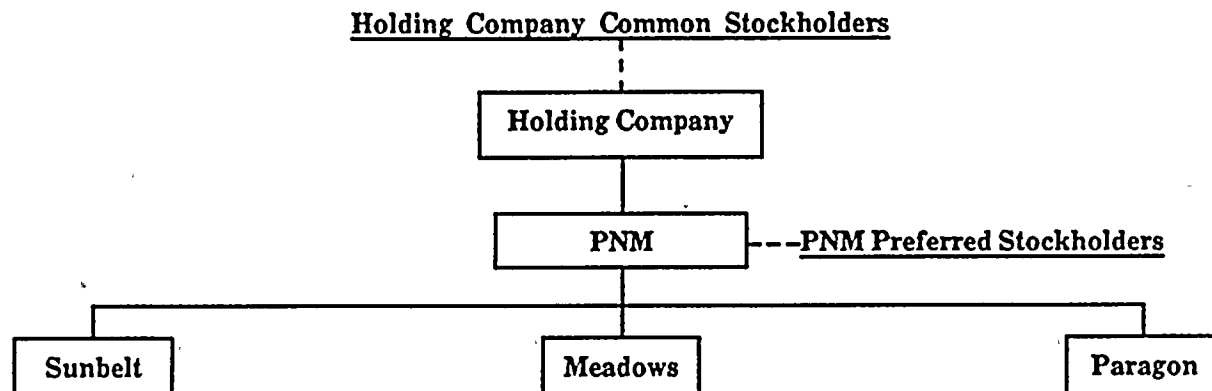 Holding Company Common Stockholders
Holding Company
PNM
PNM Preferred Stockholders
Sunbelt
Meadows
Paragon